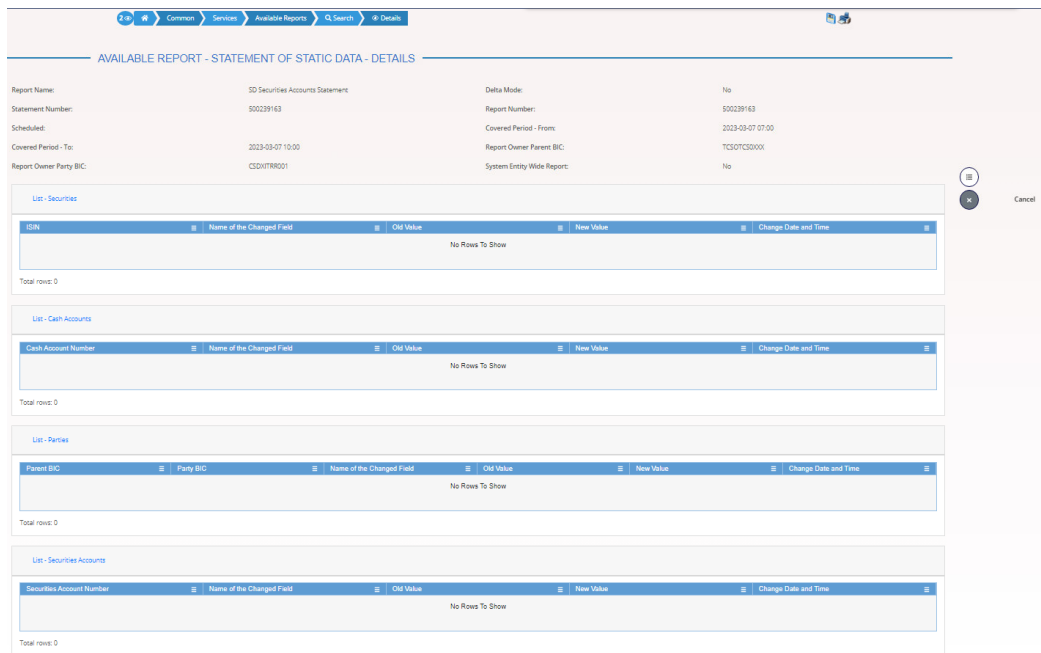 2 Common Services Available Reports Search Details
AVAILABLE REPORT - STATEMENT OF STATIC DATA - DETAILS
Report Name: SD Securities Accounts Statement Delta Mode: No
Statement Number: 500239163 Report Number: 500239163
Scheduled: Covered Period - From: 2023-03-07 07:00
Covered Period - To: 2023-03-07 10:00 Report Owner Parent BIC: TCSOTCS0XXX
Report Owner Party BIC: CSDXITRR001 System Entity Wide Report: No
Cancel
List - Securities
ISIN Name of the Changed Field Old Value New Value Change Date and Time
No Rows To Show
Total rows: 0
List - Cash Accounts
Cash Account Number Name of the Changed Field Old Value New Value Change Date and Time
No Rows To Show
Total rows: 0
List - Parties
Parent BIC Party BIC Name of the Changed Field Old Value New Value Change Date and Time
No Rows To Show
Total rows: 0
List - Securities Accounts
Securities Account Number Name of the Changed Field Old Value New Value Change Date and Time
No Rows To Show
Total rows: 0